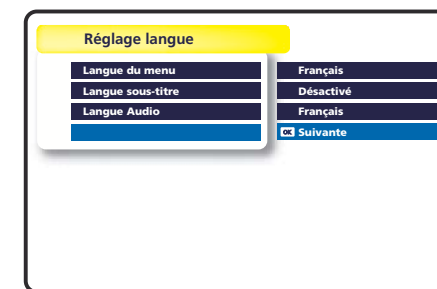 Réglage langue
Langue du menu Français
Langue sous-titre Désactivé
Langue Audio Français
OK Suivante